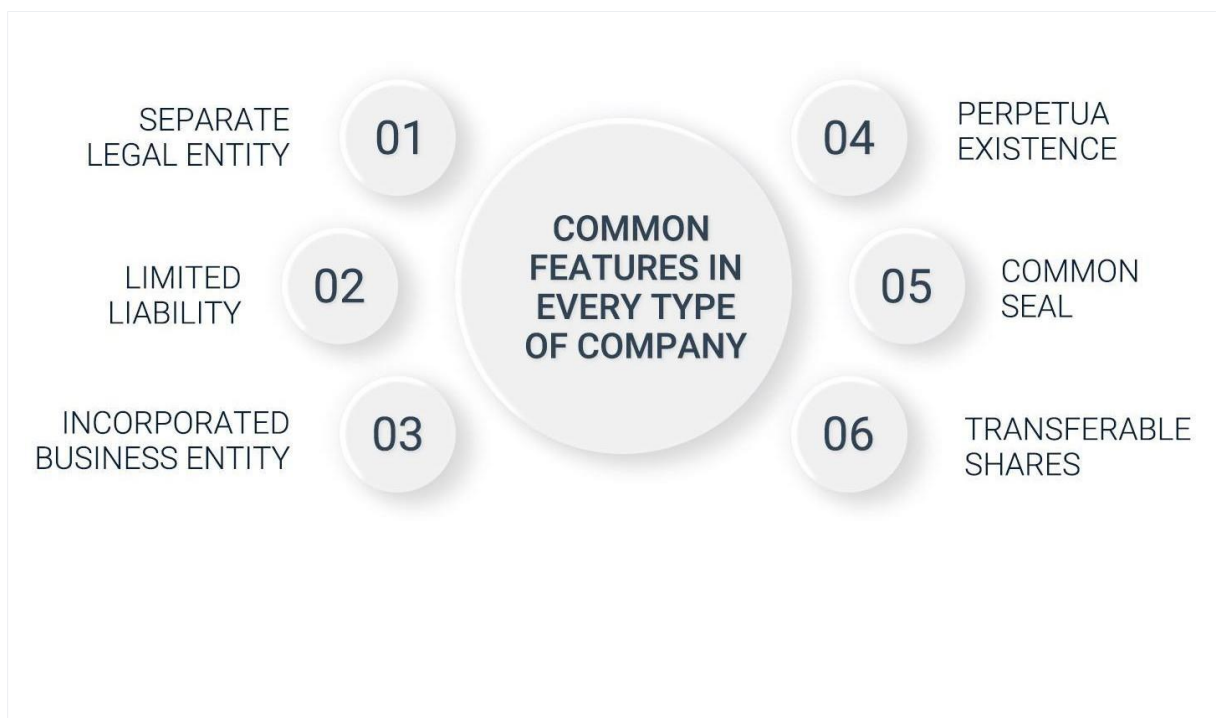 SEPARATE
LEGAL ENTITY
01
LIMITED
LIABILITY
02
INCORPORATED
BUSINESS ENTITY
03
COMMON
FEATURES IN
EVERY TYPE
OF COMPANY
04
PERPETUA
EXISTENCE
05
COMMON
SEAL
06
TRANSFERABLE
SHARES